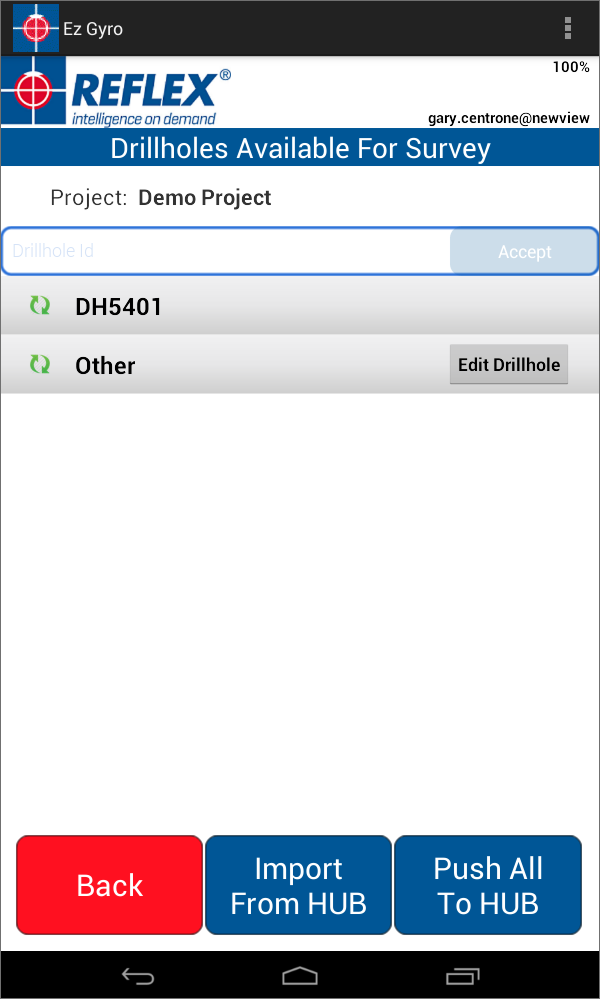 Ez Gyro
100%
REFLEX®
intelligence on demand
gary.centrone@newview
Drillholes Available For Survey
Project: Demo Project
Drillhole Id
Accept
DH5401
Other
Edit Drillhole
Back
Import
From HUB
Push All
To HUB